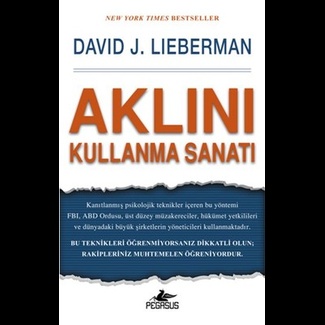 NEW YORK TIMES BESTSELLER
DAVID J. LIEBERMAN
AKLINI
KULLANMA SANATI
Kanıtlanmış psikolojik teknikler içeren bu yöntemi
FBI, ABD Ordusu, üst düzey müzakereciler, hükümet yetkilileri
ve dünyadaki büyük şirketlerin yöneticileri kullanmaktadır.
BU TEKNİKLERİ ÖĞRENMİYORSANIZ DİKKATLİ OLUN;
RAKİPLERİNİZ MUHTEMELEN ÖĞRENİYORDUR.
PEGASUS